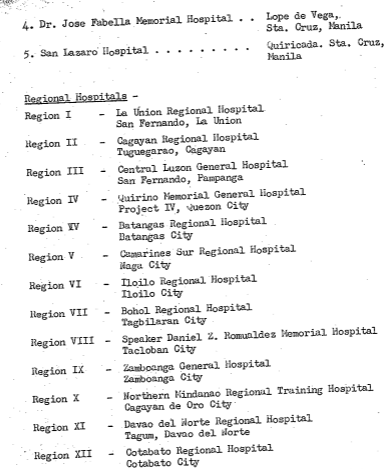 4. Dr. Jose Fabella Memorial Hospital . . Lope de Vega,
Sta. Cruz, Manila
5. San Lazaro Hospital . . . . . . . . . Quiricada. Sta. Cruz,
Manila
Regional Hospitals -
Region I - La Union Regional Hospital
San Fernando, La Union
Region II - Cagayan Regional Hospital
Tuguegarao, Cagayan
Region III - Central Luzon General Hospital
San Fernando, Pampanga
Region IV - Quirino Memorial General Hospital
Project IV, Quezon City
Region IV - Batangas Regional Hospital
Batangas City
Region V - Camarines Sur Regional Hospital
Naga City
Region VI - Iloilo Regional Hospital
Iloilo City
Region VII - Bohol Regional Hospital
Tagbilaran City
Region VIII - Speaker Daniel Z. Romualdez Memorial Hospital
Tacloban City
Region IX - Zamboanga General Hospital
Zamboanga City
Region X - Northern Mindanao Regional Training Hospital
Cagayan de Oro City
Region XI - Davao del Norte Regional Hospital
Tagum, Davao del Norte
Region XII - Cotabato Regional Hospital
Cotabato City